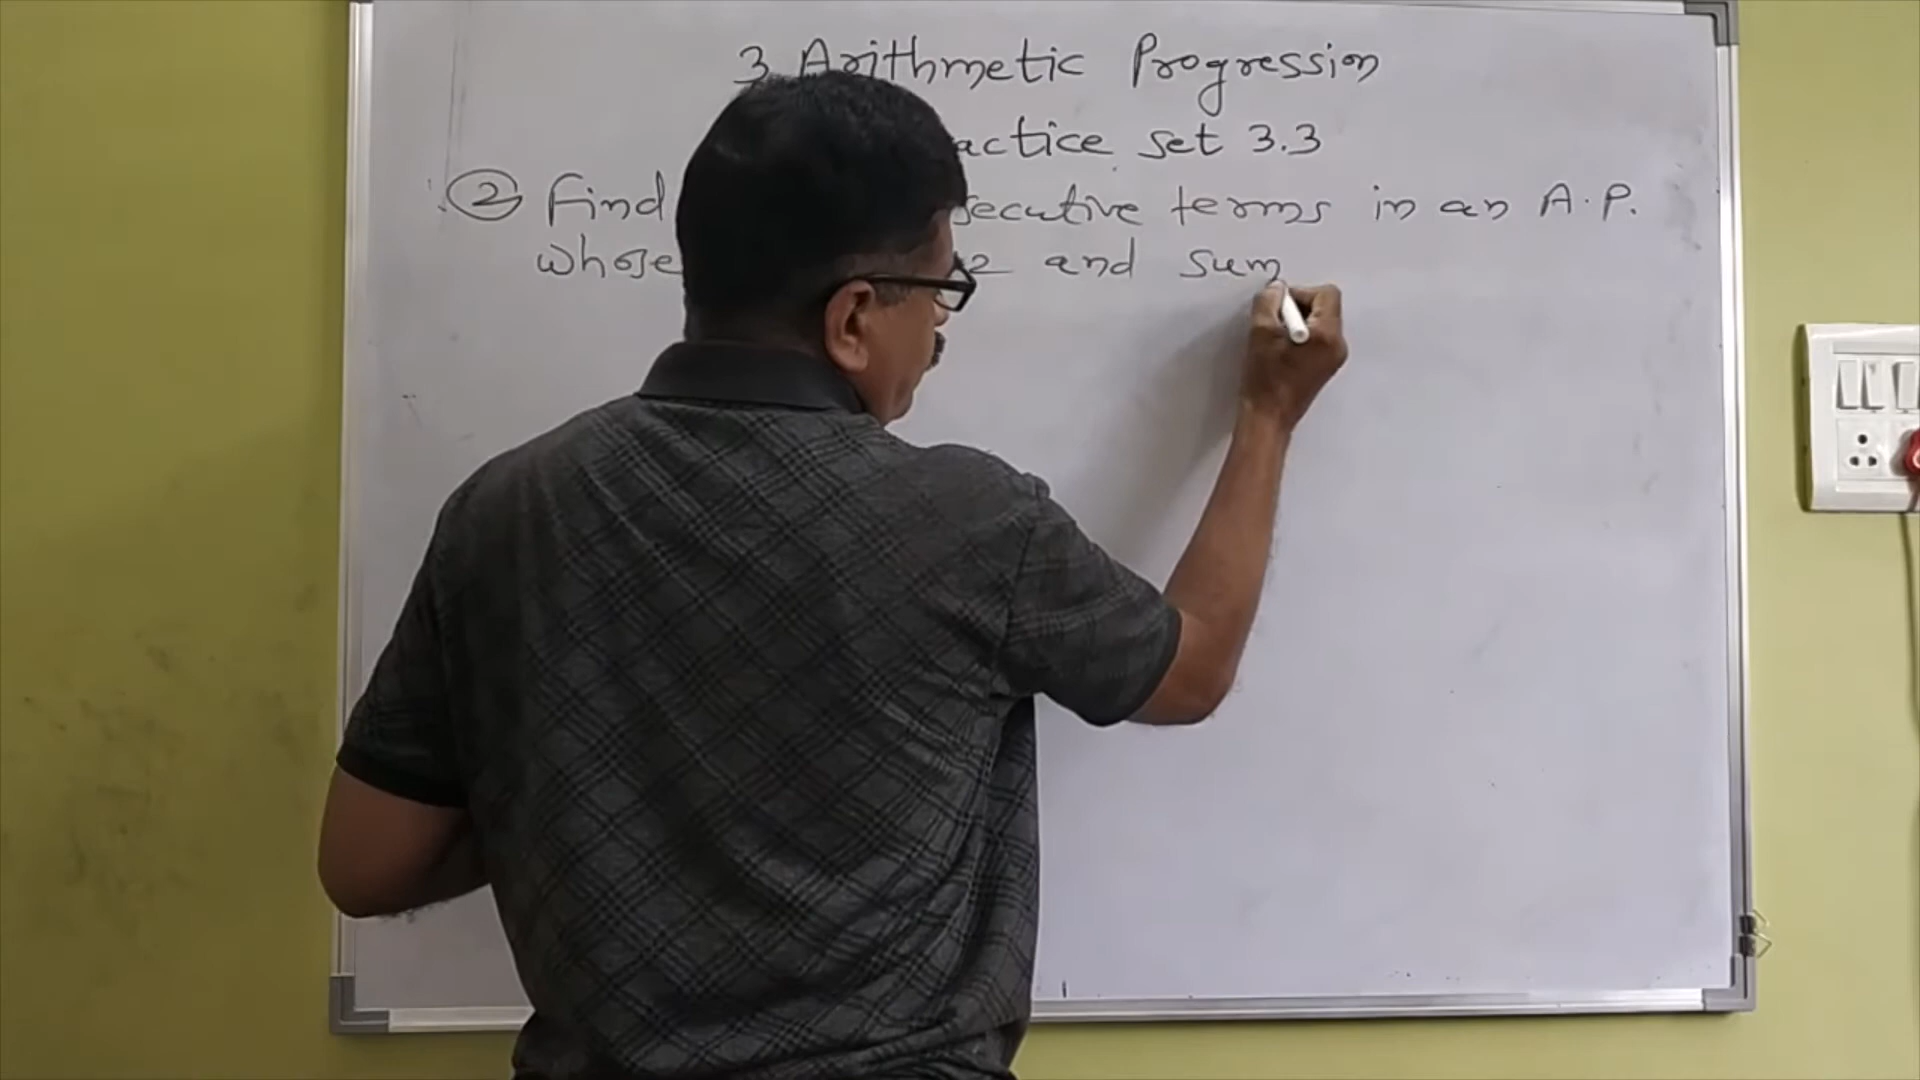 3 Arithmetic Progression
actice set 3.3
② Find secutive terms in an A.P.
whose 2 and sum